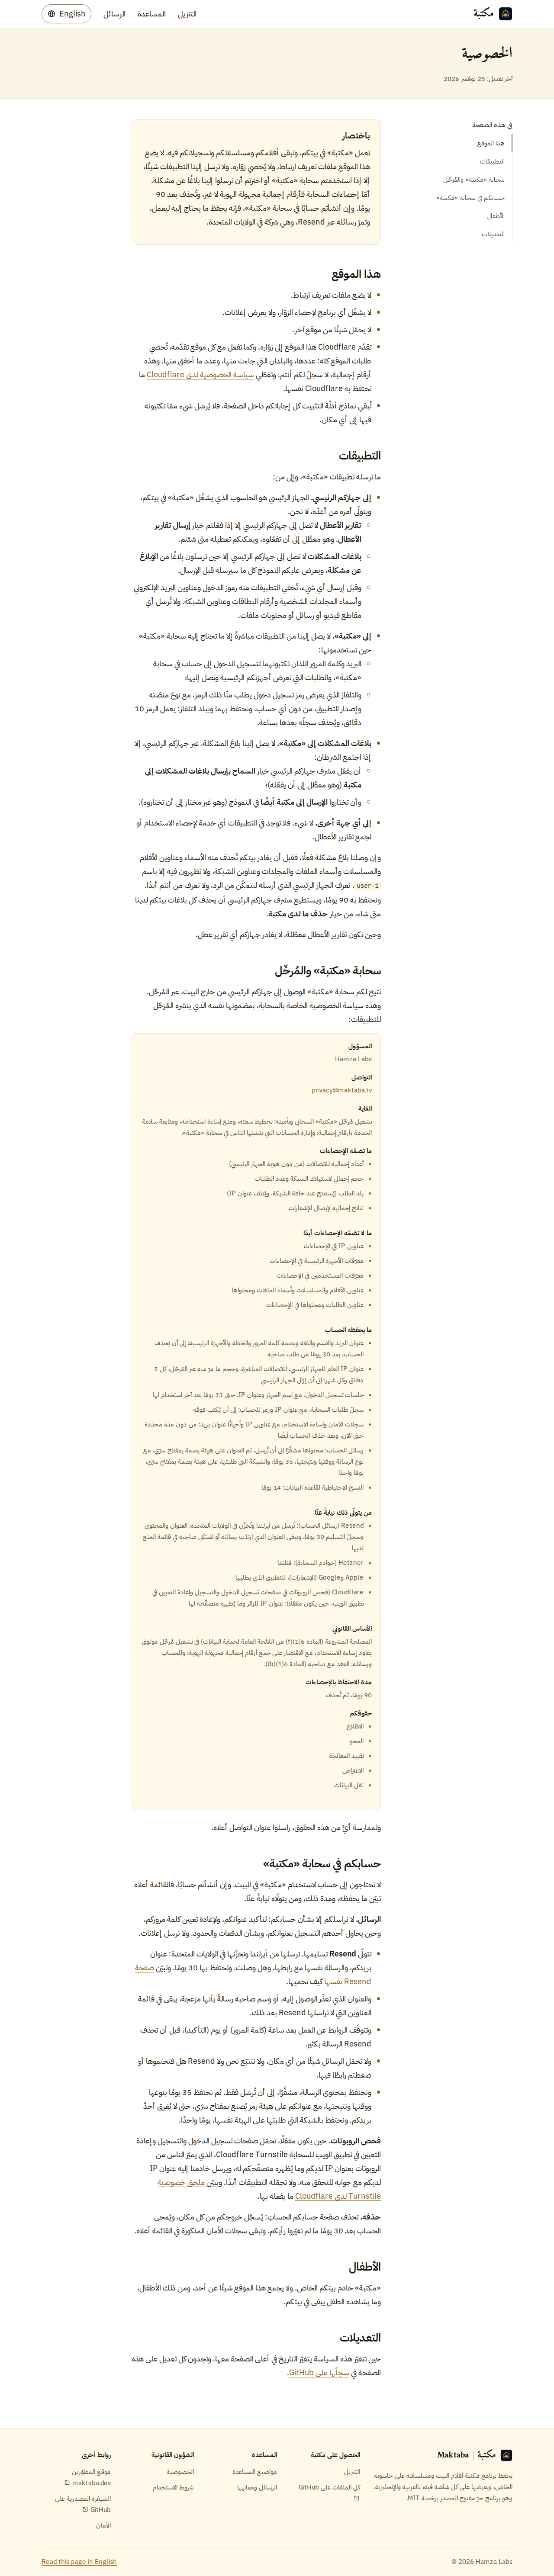 مكتبة
التنزيل
المساعدة
الرسائل
English
الخصوصية
آخر تعديل: 25 نوفمبر 2026
في هذه الصفحة
هذا الموقع
التطبيقات
سحابة «مكتبة» والمُرحِّل
حسابكم في سحابة «مكتبة»
الأطفال
التعديلات
باختصار
تعمل «مكتبة» في بيتكم، وتبقى أفلامكم ومسلسلاتكم وتسجيلاتكم فيه. لا يضع
هذا الموقع ملفات تعريف ارتباط، ولا يُحصي زوّاره. ولا يصل إلينا من التطبيقات شيء
إلا إذا استخدمتم سحابة «مكتبة» أو اخترتم أن ترسلوا إلينا بلاغًا عن مشكلة.
أمّا إحصاءات السحابة فأرقام إجمالية مجهولة الهوية لا غير، وتُحذف بعد 90
يومًا. وإن أنشأتم حسابًا في سحابة «مكتبة»، فإنه يحفظ ما يحتاج إليه ليعمل،
وتمرّ رسائله عبر Resend، وهي شركة في الولايات المتحدة.
هذا الموقع
لا يضع ملفات تعريف ارتباط.
لا يشغّل أي برنامج لإحصاء الزوّار، ولا يعرض إعلانات.
لا يحمّل شيئًا من موقع آخر.
تقدّم Cloudflare هذا الموقع إلى زوّاره. وكما تفعل مع كل موقع تقدّمه، تُحصي
طلبات الموقع كله: عددها، والبلدان التي جاءت منها، وعدد ما أخفق منها. وهذه
أرقام إجمالية، لا سجلّ لكم أنتم. وتغطّي سياسة الخصوصية لدى Cloudflare ما
تحتفظ به Cloudflare نفسها.
تُبقي نماذج أدلّة التثبيت كل إجاباتكم داخل الصفحة، فلا يُرسَل شيء ممّا تكتبونه
فيها إلى أي مكان.
التطبيقات
ما ترسله تطبيقات «مكتبة»، وإلى من:
إلى جهازكم الرئيسي. الجهاز الرئيسي هو الحاسوب الذي يشغّل «مكتبة» في بيتكم،
ويتولّى أمره من أعدّه، لا نحن.
تقارير الأعطال لا تصل إلى جهازكم الرئيسي إلا إذا فعّلتم خيار إرسال تقارير
الأعطال. وهو معطَّل إلى أن تفعّلوه، ويمكنكم تعطيله متى شئتم.
بلاغات المشكلات لا تصل إلى جهازكم الرئيسي إلا حين ترسلون بلاغًا من الإبلاغ
عن مشكلة، ويعرض عليكم النموذج كل ما سيرسله قبل الإرسال.
وقبل إرسال أي شيء، تُخفي التطبيقات منه رموز الدخول وعناوين البريد الإلكتروني
وأسماء المجلدات الشخصية وأرقام البطاقات وعناوين الشبكة. ولا تُرسَل أي
مقاطع فيديو أو رسائل أو محتويات ملفات.
إلى «مكتبة». لا يصل إلينا من التطبيقات مباشرةً إلا ما تحتاج إليه سحابة «مكتبة»
حين تستخدمونها:
البريد وكلمة المرور اللذان تكتبونهما لتسجيل الدخول إلى حساب في سحابة
«مكتبة»، والطلبات التي تعرض أجهزتكم الرئيسية وتصل إليها؛
والتلفاز الذي يعرض رمز تسجيل دخول يطلب منّا ذلك الرمز، مع نوع منصّته
وإصدار التطبيق، من دون أي حساب. ونحتفظ بهما وببلد التلفاز: يعمل الرمز 10
دقائق، ويُحذف سجلّه بعدها بساعة.
بلاغات المشكلات إلى «مكتبة». لا يصل إلينا بلاغ المشكلة، عبر جهازكم الرئيسي، إلا
إذا اجتمع الشرطان:
أن يفعّل مشرف جهازكم الرئيسي خيار السماح بإرسال بلاغات المشكلات إلى
مكتبة (وهو معطَّل إلى أن يفعّله)؛
وأن تختاروا الإرسال إلى مكتبة أيضًا في النموذج (وهو غير مختار إلى أن تختاروه).
إلى أي جهة أخرى. لا شيء. فلا توجد في التطبيقات أي خدمة لإحصاء الاستخدام أو
لجمع تقارير الأعطال.
وإن وصلنا بلاغ مشكلة فعلًا، فقبل أن يغادر بيتكم تُحذف منه الأسماء وعناوين الأفلام
والمسلسلات وأسماء الملفات والمجلدات وعناوين الشبكة، ولا تظهرون فيه إلا باسم
user-1. نعرف الجهاز الرئيسي الذي أرسله لنتمكّن من الرد، ولا نعرف من أنتم أبدًا.
ونحتفظ به 90 يومًا، ويستطيع مشرف جهازكم الرئيسي أن يحذف كل بلاغات بيتكم لدينا
متى شاء، من خيار حذف ما لدى مكتبة.
وحين تكون تقارير الأعطال معطّلة، لا يغادر جهازكم أي تقرير عطل.
سحابة «مكتبة» والمُرحِّل
تتيح لكم سحابة «مكتبة» الوصول إلى جهازكم الرئيسي من خارج البيت، عبر المُرحِّل.
وهذه سياسة الخصوصية الخاصة بالسحابة، بمضمونها نفسه الذي ينشره المُرحِّل
للتطبيقات:
المسؤول
Hamza Labs
التواصل
privacy@maktaba.tv
الغاية
تشغيل مُرحِّل «مكتبة» السحابي وتأمينه: تخطيط سعته، ومنع إساءة استخدامه، ومتابعة سلامة
الخدمة بأرقام إجمالية؛ وإدارة الحسابات التي ينشئها الناس في سحابة «مكتبة».
ما تضمّه الإحصاءات
أعداد إجمالية للاتصالات (من دون هوية الجهاز الرئيسي)
حجم إجمالي لاستهلاك الشبكة وعدد الطلبات
بلد الطلب (يُستنتج عند حافة الشبكة، ويُتلف عنوان IP)
نتائج إجمالية لإيصال الإشعارات
ما لا تضمّه الإحصاءات أبدًا
عناوين IP في الإحصاءات
معرّفات الأجهزة الرئيسية في الإحصاءات
معرّفات المستخدمين في الإحصاءات
عناوين الأفلام والمسلسلات وأسماء الملفات ومحتواها
عناوين الطلبات ومحتواها في الإحصاءات
ما يحفظه الحساب
عنوان البريد والاسم واللغة وبصمة كلمة المرور والخطة والأجهزة الرئيسية: إلى أن يُحذف
الحساب، بعد 30 يومًا من طلب صاحبه
عنوان IP العام للجهاز الرئيسي، للاتصالات المباشرة، وحجم ما مرّ منه عبر المُرحِّل، كل 5
دقائق وكل شهر: إلى أن يُزال الجهاز الرئيسي
جلسات تسجيل الدخول، مع اسم الجهاز وعنوان IP: حتى 31 يومًا بعد آخر استخدام لها
سجلّ طلبات السحابة، مع عنوان IP ورمز للحساب: إلى أن يُكتب فوقه
سجلات الأمان وإساءة الاستخدام، مع عناوين IP وأحيانًا عنوان بريد: من دون مدة محددة
حتى الآن، وبعد حذف الحساب أيضًا
رسائل الحساب: محتواها مشفَّرًا إلى أن تُرسَل، ثم العنوان على هيئة بصمة بمفتاح سرّي، مع
نوع الرسالة ووقتها ونتيجتها، 35 يومًا؛ والشبكة التي طلبتها، على هيئة بصمة بمفتاح سرّي،
يومًا واحدًا
النسخ الاحتياطية لقاعدة البيانات: 14 يومًا
من يتولّى ذلك نيابةً عنّا
Resend (رسائل الحساب): تُرسل من أيرلندا وتُخزَّن في الولايات المتحدة؛ العنوان والمحتوى
وسجلّ التسليم 30 يومًا، ويبقى العنوان الذي ارتدّت رسالته أو اشتكى صاحبه في قائمة المنع
لديها
Hetzner (خوادم السحابة): فنلندا
Apple وGoogle (الإشعارات)، للتطبيق الذي يطلبها
Cloudflare (فحص الروبوتات في صفحات تسجيل الدخول والتسجيل وإعادة التعيين في
تطبيق الويب، حين يكون مفعّلًا): عنوان IP للزائر وما يُظهره متصفّحه لها
الأساس القانوني
المصلحة المشروعة (المادة 6(1)(f) من اللائحة العامة لحماية البيانات) في تشغيل مُرحِّل موثوق
يقاوم إساءة الاستخدام، مع الاقتصار على جمع أرقام إجمالية مجهولة الهوية؛ وللحساب
ورسائله: العقد مع صاحبه (المادة 6(1)(b)).
مدة الاحتفاظ بالإحصاءات
90 يومًا، ثم تُحذف
حقوقكم
الاطّلاع
المحو
تقييد المعالجة
الاعتراض
نقل البيانات
ولممارسة أيٍّ من هذه الحقوق، راسلوا عنوان التواصل أعلاه.
حسابكم في سحابة «مكتبة»
لا تحتاجون إلى حساب لاستخدام «مكتبة» في البيت. وإن أنشأتم حسابًا، فالقائمة أعلاه
تبيّن ما يحفظه، ومدة ذلك، ومن يتولّاه نيابةً عنّا.
الرسائل. لا نراسلكم إلا بشأن حسابكم: لتأكيد عنوانكم، ولإعادة تعيين كلمة مروركم،
وحين يحاول أحدهم التسجيل بعنوانكم، وبشأن الدفعات والحدود. ولا نرسل إعلانات.
تتولّى Resend تسليمها. ترسلها من أيرلندا وتخزّنها في الولايات المتحدة: عنوان
بريدكم، والرسالة نفسها مع رابطها، وهل وصلت. وتحتفظ بها 30 يومًا. وتبيّن صفحة
Resend نفسها كيف تحميها.
والعنوان الذي تعذّر الوصول إليه، أو وسم صاحبه رسالةً بأنها مزعجة، يبقى في قائمة
العناوين التي لا تراسلها Resend بعد ذلك.
وتتوقّف الروابط عن العمل بعد ساعة (كلمة المرور) أو يوم (التأكيد)، قبل أن تحذف
Resend الرسالة بكثير.
ولا تحمّل الرسائل شيئًا من أي مكان، ولا نتتبّع نحن ولا Resend هل فتحتموها أو
ضغطتم رابطًا فيها.
ونحتفظ بمحتوى الرسالة، مشفَّرًا، إلى أن تُرسَل فقط. ثم نحتفظ 35 يومًا بنوعها
ووقتها ونتيجتها، مع عنوانكم على هيئة رمز يُصنع بمفتاح سرّي، حتى لا يُغرق أحدٌ
بريدكم. ونحتفظ بالشبكة التي طلبتها على الهيئة نفسها، يومًا واحدًا.
فحص الروبوتات. حين يكون مفعّلًا، تحمّل صفحات تسجيل الدخول والتسجيل وإعادة
التعيين في تطبيق الويب للسحابة Cloudflare Turnstile، الذي يميّز الناس من
الروبوتات بعنوان IP لديكم وما يُظهره متصفّحكم له، ويرسل خادمنا إليه عنوان IP
لديكم مع جوابه للتحقق منه. ولا تحمّله التطبيقات أبدًا. ويبيّن ملحق خصوصية
Turnstile لدى Cloudflare ما يفعله بها.
حذفه. تحذف صفحة حسابكم الحسابَ: يُسجَّل خروجكم من كل مكان، ويُمحى
الحساب بعد 30 يومًا ما لم تغيّروا رأيكم. وتبقى سجلات الأمان المذكورة في القائمة أعلاه.
الأطفال
«مكتبة» خادم بيتكم الخاص. ولا يجمع هذا الموقع شيئًا عن أحد، ومن ذلك الأطفال،
وما يشاهده الطفل يبقى في بيتكم.
التعديلات
حين تتغيّر هذه السياسة يتغيّر التاريخ في أعلى الصفحة معها. وتجدون كل تعديل على هذه
الصفحة في سجلّها على GitHub.
مكتبة | Maktaba
يحفظ برنامج مكتبة أفلام البيت ومسلسلاته على حاسوبه
الخاص، ويعرضها على كل شاشة فيه، بالعربية والإنجليزية.
وهو برنامج حرّ مفتوح المصدر برخصة MIT.
الحصول على مكتبة
التنزيل
كل الملفات على GitHub
المساعدة
مواضيع المساعدة
الرسائل ومعانيها
الشؤون القانونية
الخصوصية
شروط الاستخدام
روابط أخرى
موقع المطوّرين
maktaba.dev
الشيفرة المصدرية على
GitHub
الأمان
© 2026 Hamza Labs
Read this page in English